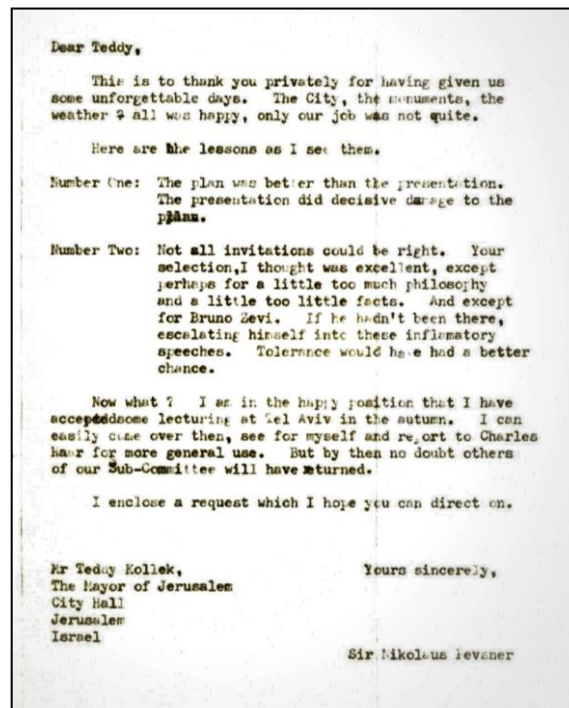 Dear Teddy,
This is to thank you privately for having given us
some unforgettable days. The City, the monuments, the
weather ? all was happy, only our job was not quite.
Here are the lessons as I see them.
Number One: The plan was better than the presentation.
The presentation did decisive damage to the
plan.
Number Two: Not all invitations could be right. Your
selection,I thought was excellent, except
perhaps for a little too much philosophy
and a little too little facts. And except
for Bruno Zevi. If he hadn't been there,
escalating himself into these inflamatory
speeches. Tolerance would have had a better
chance.
Now what ? I am in the happy position that I have
acceptedsome lecturing at Tel Aviv in the autumn. I can
easily come over then, see for myself and report to Charles
Haar for more general use. But by then no doubt others
of our Sub-Committee will have returned.
I enclose a request which I hope you can direct on.
Mr Teddy Kollek, Yours sincerely,
The Mayor of Jerusalem
City Hall
Jerusalem
Israel
Sir Nikolaus Pevsner